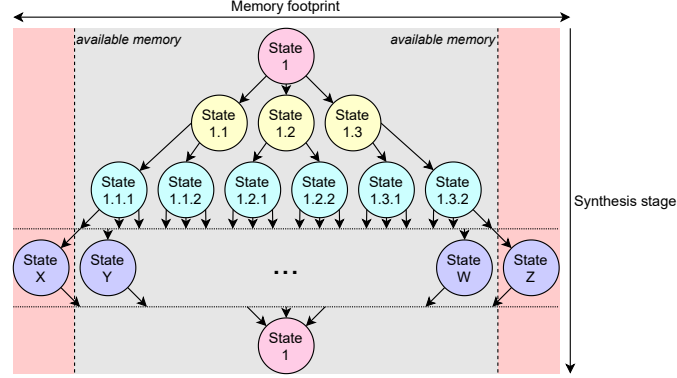 Memory footprint
available memory
available memory
State
1
State
1.1
State
1.2
State
1.3
State
1.1.1
State
1.1.2
State
1.2.1
State
1.2.2
State
1.3.1
State
1.3.2
Synthesis stage
State
X
State
Y
...
State
W
State
Z
State
1